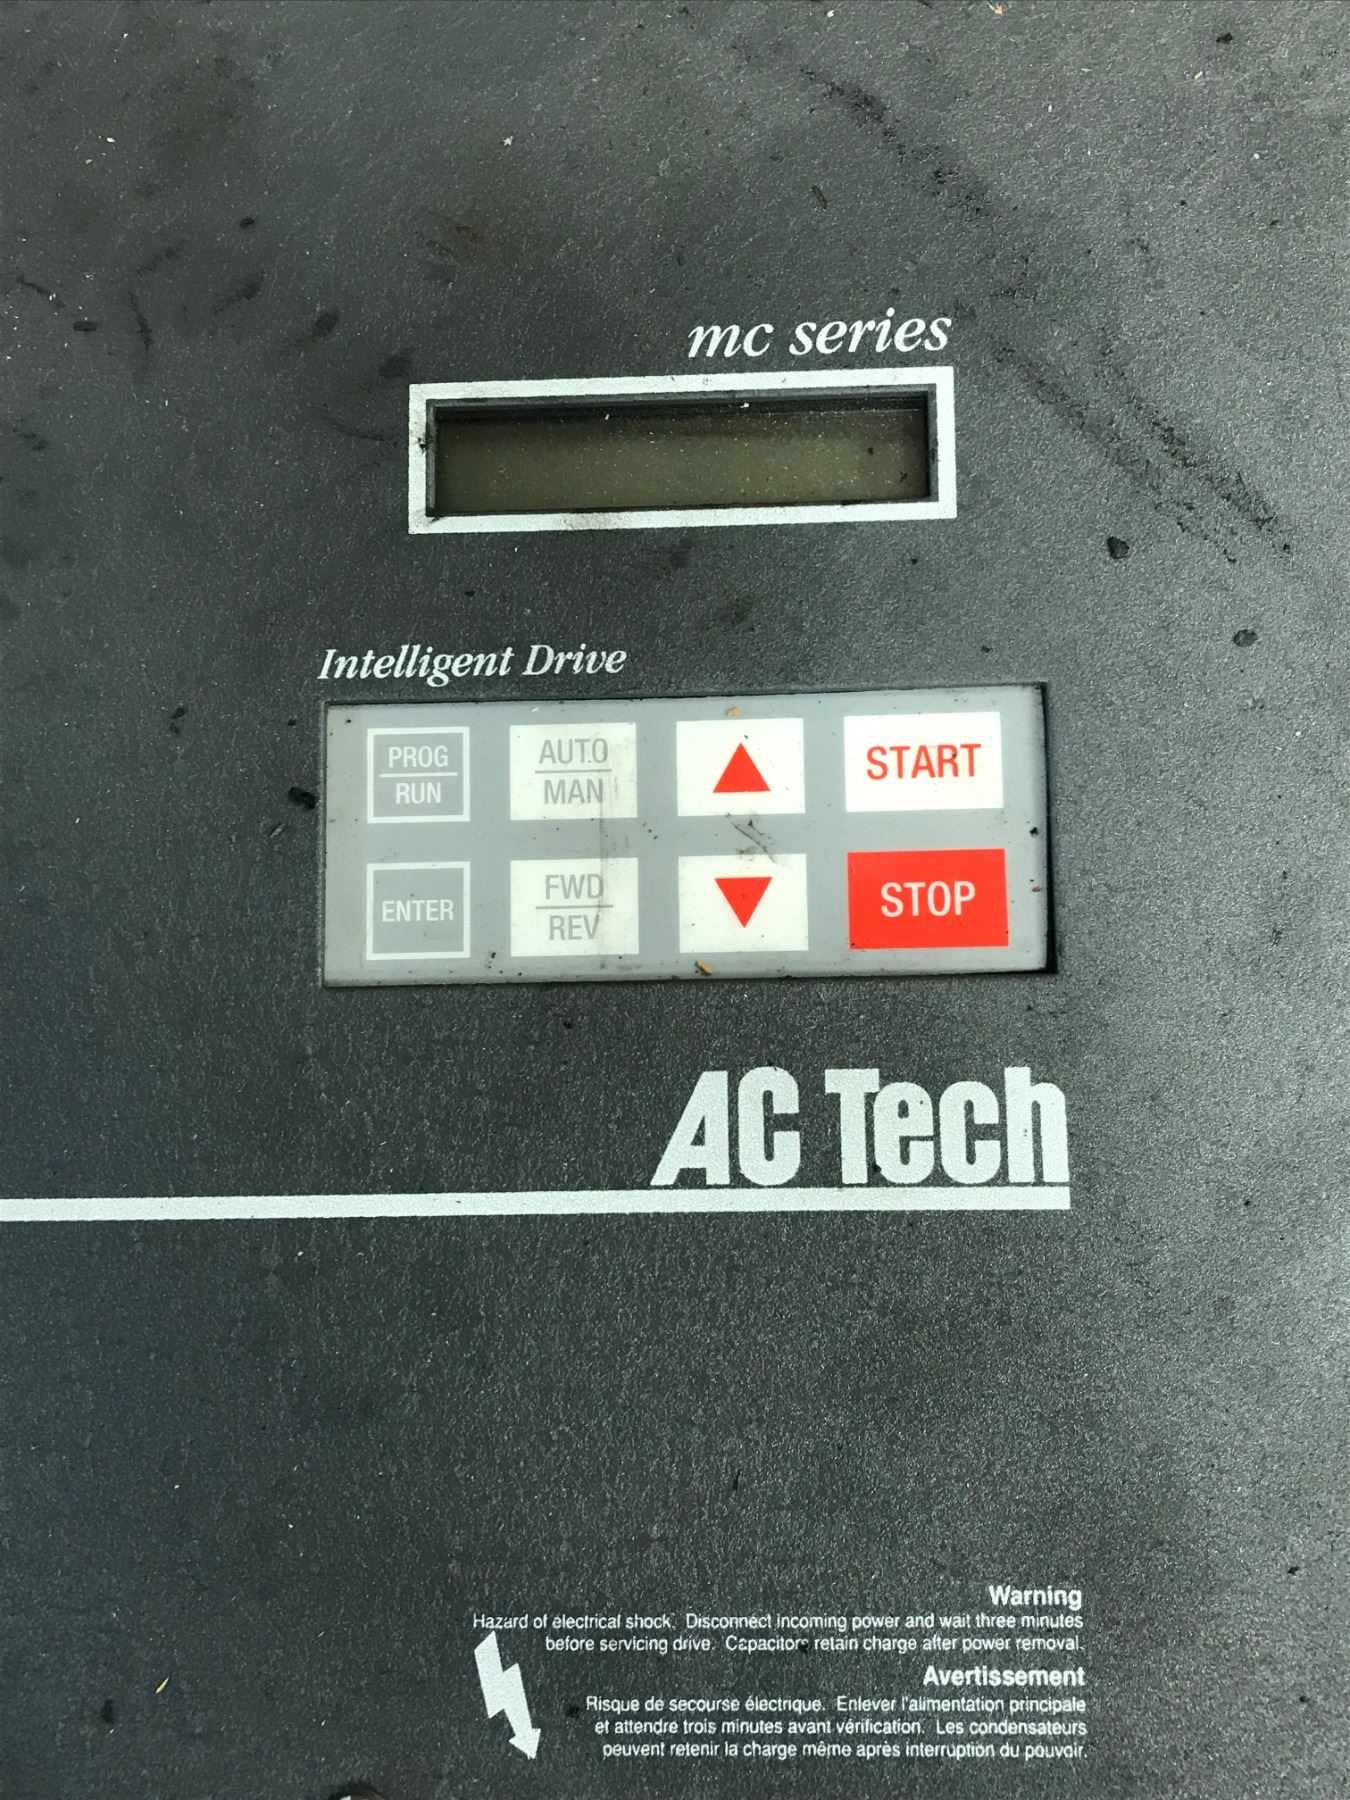 mc series
Intelligent Drive
PROG
RUN
AUTO
MAN
▲
START
ENTER
FWD
REV
▼
STOP
AC Tech
Warning
Hazard of electrical shock. Disconnect incoming power and wait three minutes
before servicing drive. Capacitors retain charge after power removal.
Avertissement
Risque de secourse électrique. Enlever l'alimentation principale
et attendre trois minutes avant vérification. Les condensateurs
peuvent retenir la charge même après interruption du pouvoir.